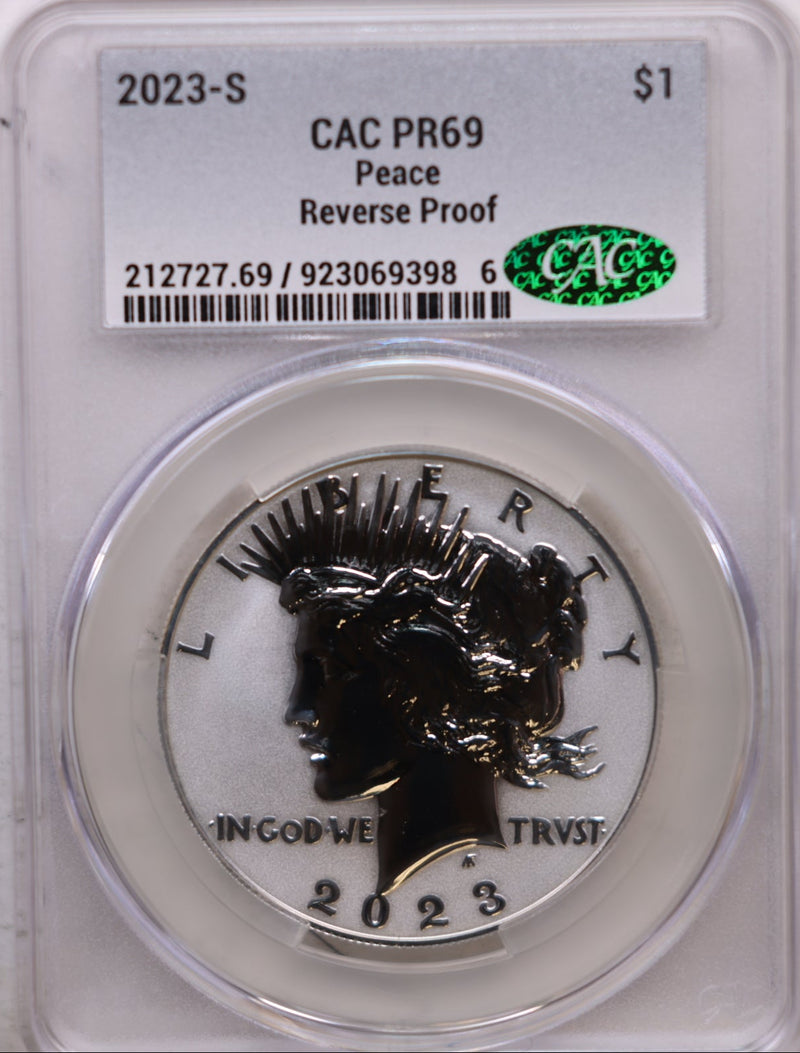 2023-S $1
CAC PR69
Peace
Reverse Proof
212727.69 / 923069398 6
CAC
LIBERTY
·IN·GOD·WE TRVST·
2023